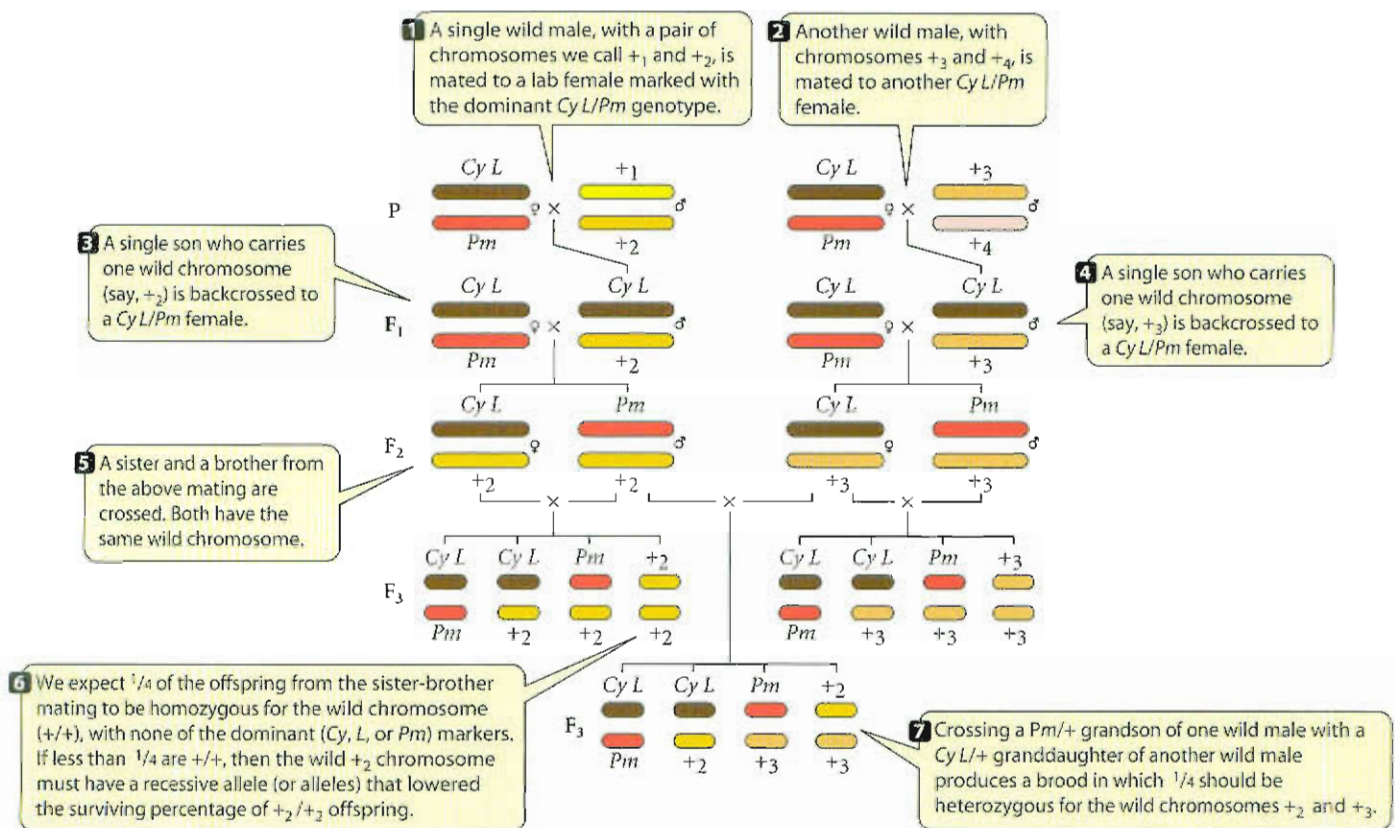 1 A single wild male, with a pair of
chromosomes we call +1 and +2, is
mated to a lab female marked with
the dominant Cy L/Pm genotype.
2 Another wild male, with
chromosomes +3 and +4, is
mated to another Cy L/Pm
female.
Cy L +1 Cy L +3
P ♀ × ♂ ♀ × ♂
Pm +2 Pm +4
3 A single son who carries
one wild chromosome
(say, +2) is backcrossed to
a Cy L/Pm female.
4 A single son who carries
one wild chromosome
(say, +3) is backcrossed to
a Cy L/Pm female.
Cy L Cy L Cy L Cy L
F1 ♀ × ♂ ♀ × ♂
Pm +2 Pm +3
Cy L Pm Cy L Pm
F2 ♀ ♂ ♀ ♂
+2 +2 +3 +3
× × ×
5 A sister and a brother from
the above mating are
crossed. Both have the
same wild chromosome.
Cy L Cy L Pm +2 Cy L Cy L Pm +3
F3
Pm +2 +2 +2 Pm +3 +3 +3
6 We expect 1/4 of the offspring from the sister-brother
mating to be homozygous for the wild chromosome
(+/+), with none of the dominant (Cy, L, or Pm) markers.
If less than 1/4 are +/+, then the wild +2 chromosome
must have a recessive allele (or alleles) that lowered
the surviving percentage of +2/+2 offspring.
Cy L Cy L Pm +2
F3
Pm +2 +3 +3
7 Crossing a Pm/+ grandson of one wild male with a
Cy L/+ granddaughter of another wild male
produces a brood in which 1/4 should be
heterozygous for the wild chromosomes +2 and +3.